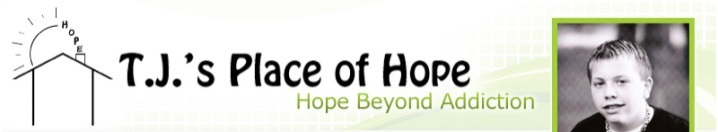 HOPE
T.J.'s Place of Hope
Hope Beyond Addiction